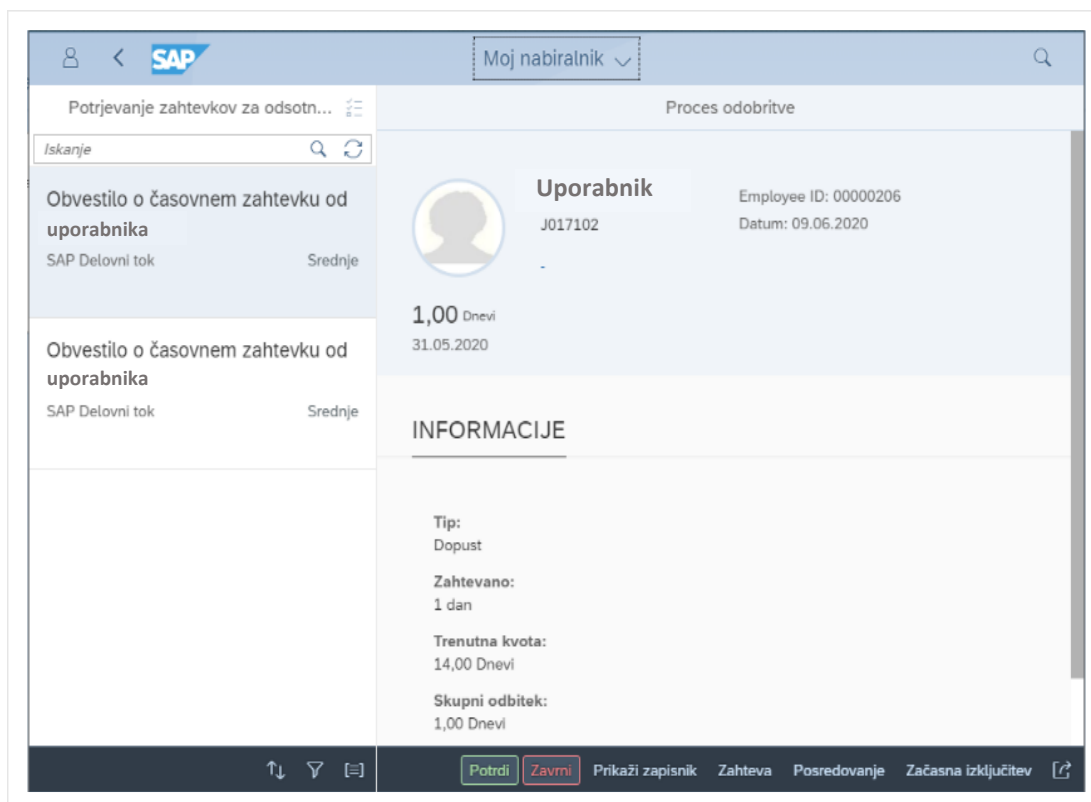 SAP
Moj nabiralnik
Potrjevanje zahtevkov za odsotn...
Proces odobritve
Iskanje
Obvestilo o časovnem zahtevku od
uporabnika
SAP Delovni tok Srednje
Obvestilo o časovnem zahtevku od
uporabnika
SAP Delovni tok Srednje
Uporabnik
J017102
-
Employee ID: 00000206
Datum: 09.06.2020
1,00 Dnevi
31.05.2020
INFORMACIJE
Tip:
Dopust
Zahtevano:
1 dan
Trenutna kvota:
14,00 Dnevi
Skupni odbitek:
1,00 Dnevi
Potrdi Zavrni Prikaži zapisnik Zahteva Posredovanje Začasna izključitev